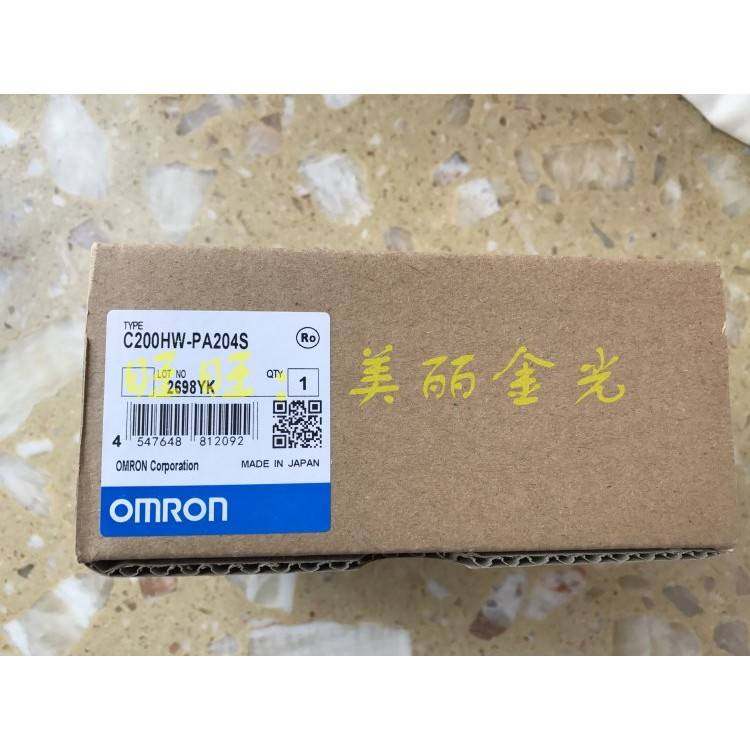 TYPE
C200HW-PA204S
Ro
LOT NO
2698YK
QTY
1
旺旺：美丽金光
4 547648 812092
OMRON Corporation
MADE IN JAPAN
OMRON